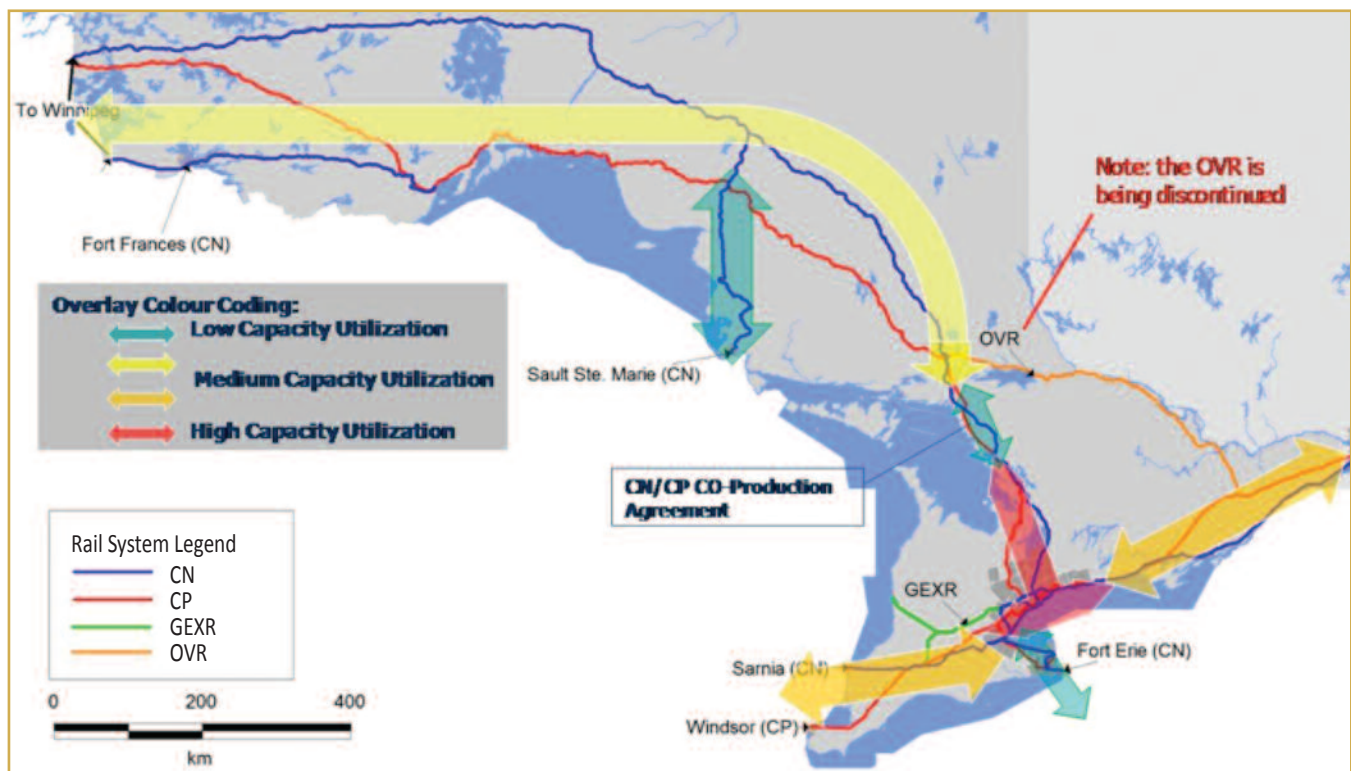 To Winnipeg
Fort Frances (CN)
Note: the OVR is
being discontinued
Overlay Colour Coding:
Low Capacity Utilization
Medium Capacity Utilization
High Capacity Utilization
OVR
Sault Ste. Marie (CN)
CN/CP CO-Production
Agreement
Rail System Legend
CN
CP
GEXR
OVR
GEXR
Sarnia (CN)
Fort Erie (CN)
Windsor (CP)
0 200 400
km